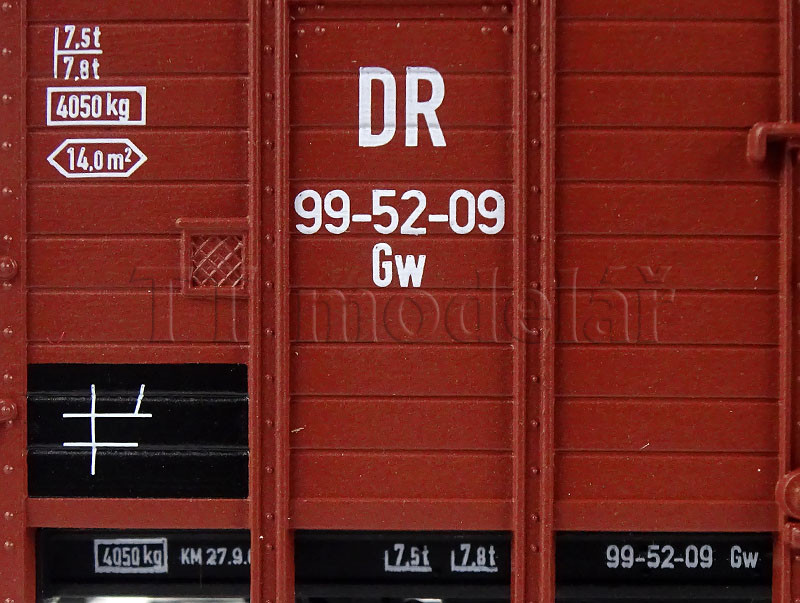 7,5t
7,8t
4050 kg
14,0 m²
DR
99-52-09
Gw
TT modelář
4050 kg KM 27.9.
7,5t 7,8t
99-52-09 Gw